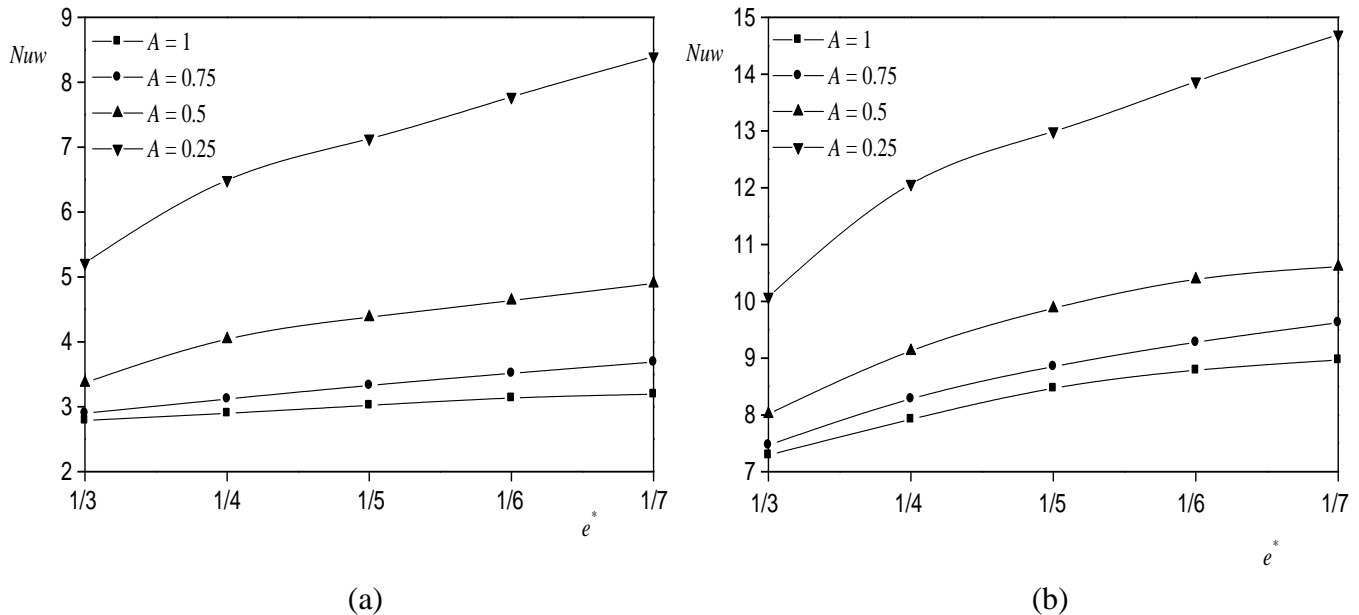 9
8
7
6
5
4
3
2
Nuw
A = 1
A = 0.75
A = 0.5
A = 0.25
1/3 1/4 1/5 1/6 1/7
e*
(a)
15
14
13
12
11
10
9
8
7
Nuw
A = 1
A = 0.75
A = 0.5
A = 0.25
1/3 1/4 1/5 1/6 1/7
e*
(b)